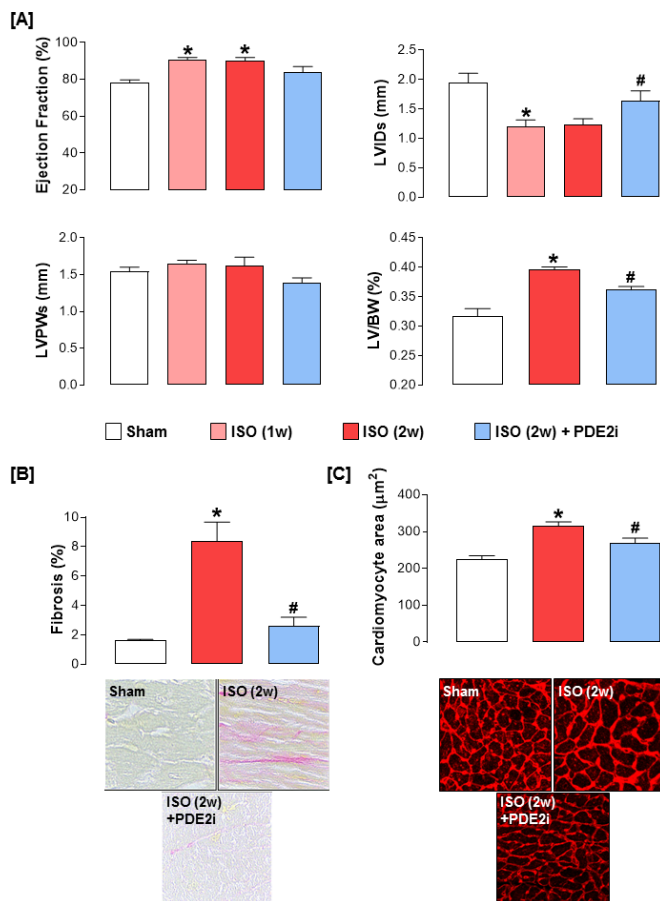 [A]
Ejection Fraction (%)
100
80
60
40
20
*
*
LVIDs (mm)
2.5
2.0
1.5
1.0
0.5
0.0
*
#
LVPWs (mm)
2.0
1.5
1.0
0.5
0.0
LV/BW (%)
0.40
0.35
0.30
0.25
0.20
*
#
Sham
ISO (1w)
ISO (2w)
ISO (2w) + PDE2i
[B]
Fibrosis (%)
10
8
6
4
2
0
*
#
Sham
ISO (2w)
ISO (2w)
+PDE2i
[C]
Cardiomyocyte area (μm²)
400
300
200
100
0
*
#
Sham
ISO (2w)
ISO (2w)
+PDE2i